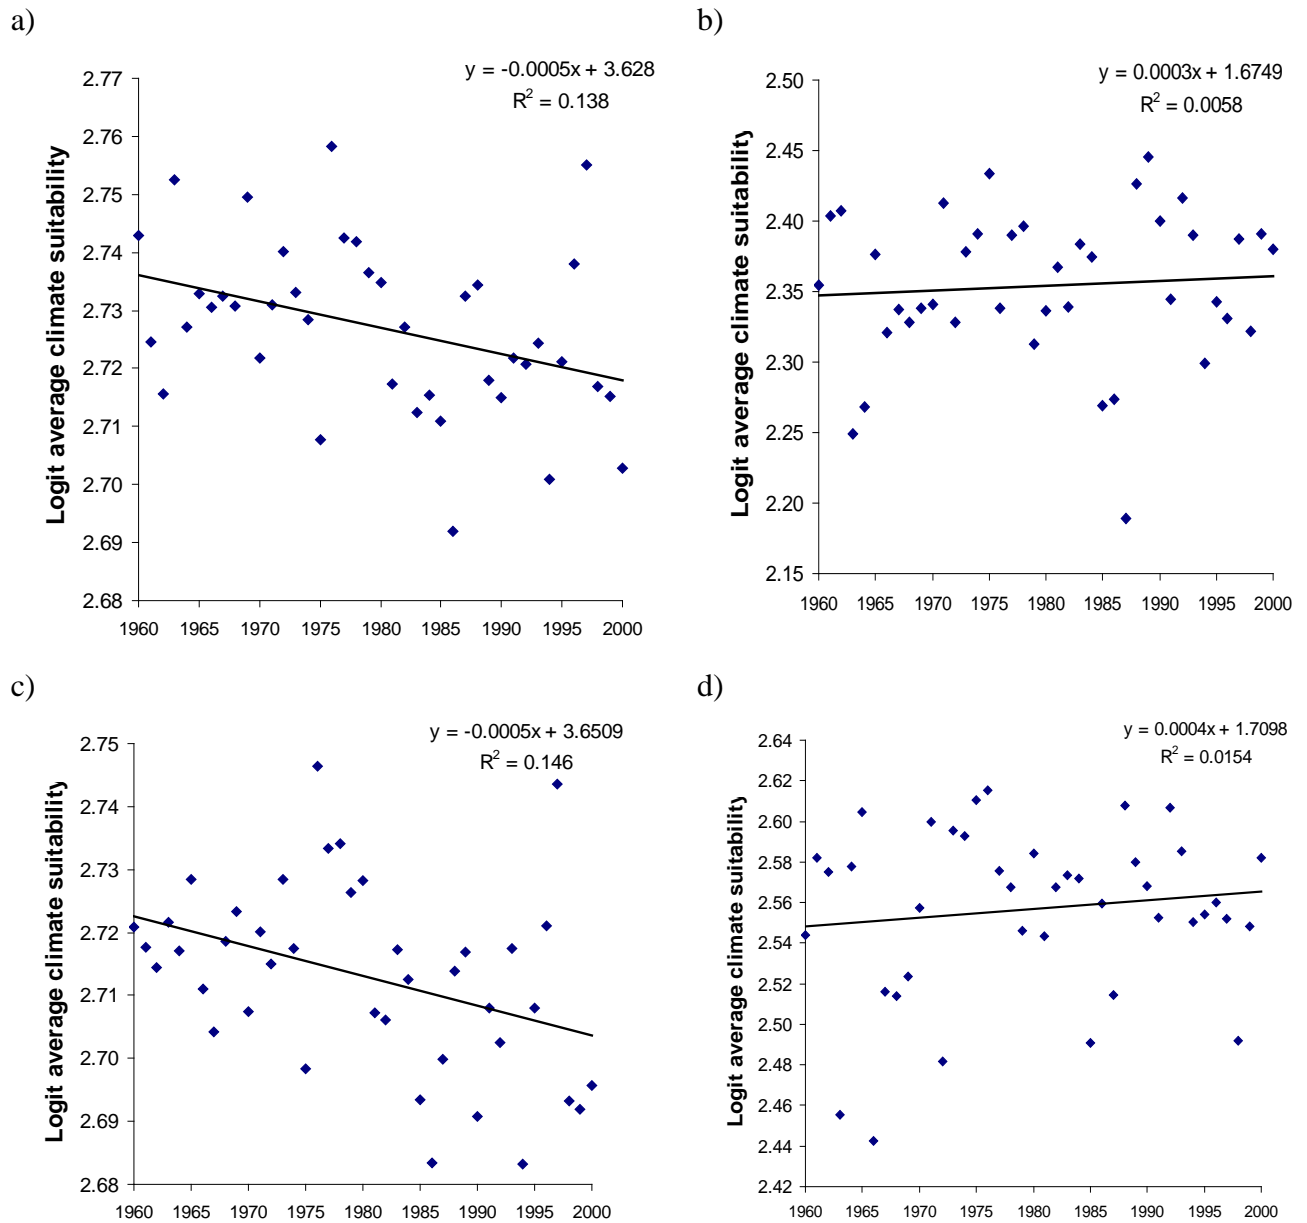 a)
y = -0.0005x + 3.628
R² = 0.138
Logit average climate suitability
2.77
2.76
2.75
2.74
2.73
2.72
2.71
2.70
2.69
2.68
1960 1965 1970 1975 1980 1985 1990 1995 2000
b)
y = 0.0003x + 1.6749
R² = 0.0058
Logit average climate suitability
2.50
2.45
2.40
2.35
2.30
2.25
2.20
2.15
1960 1965 1970 1975 1980 1985 1990 1995 2000
c)
y = -0.0005x + 3.6509
R² = 0.146
Logit average climate suitability
2.75
2.74
2.73
2.72
2.71
2.70
2.69
2.68
1960 1965 1970 1975 1980 1985 1990 1995 2000
d)
y = 0.0004x + 1.7098
R² = 0.0154
Logit average climate suitability
2.64
2.62
2.60
2.58
2.56
2.54
2.52
2.50
2.48
2.46
2.44
2.42
1960 1965 1970 1975 1980 1985 1990 1995 2000